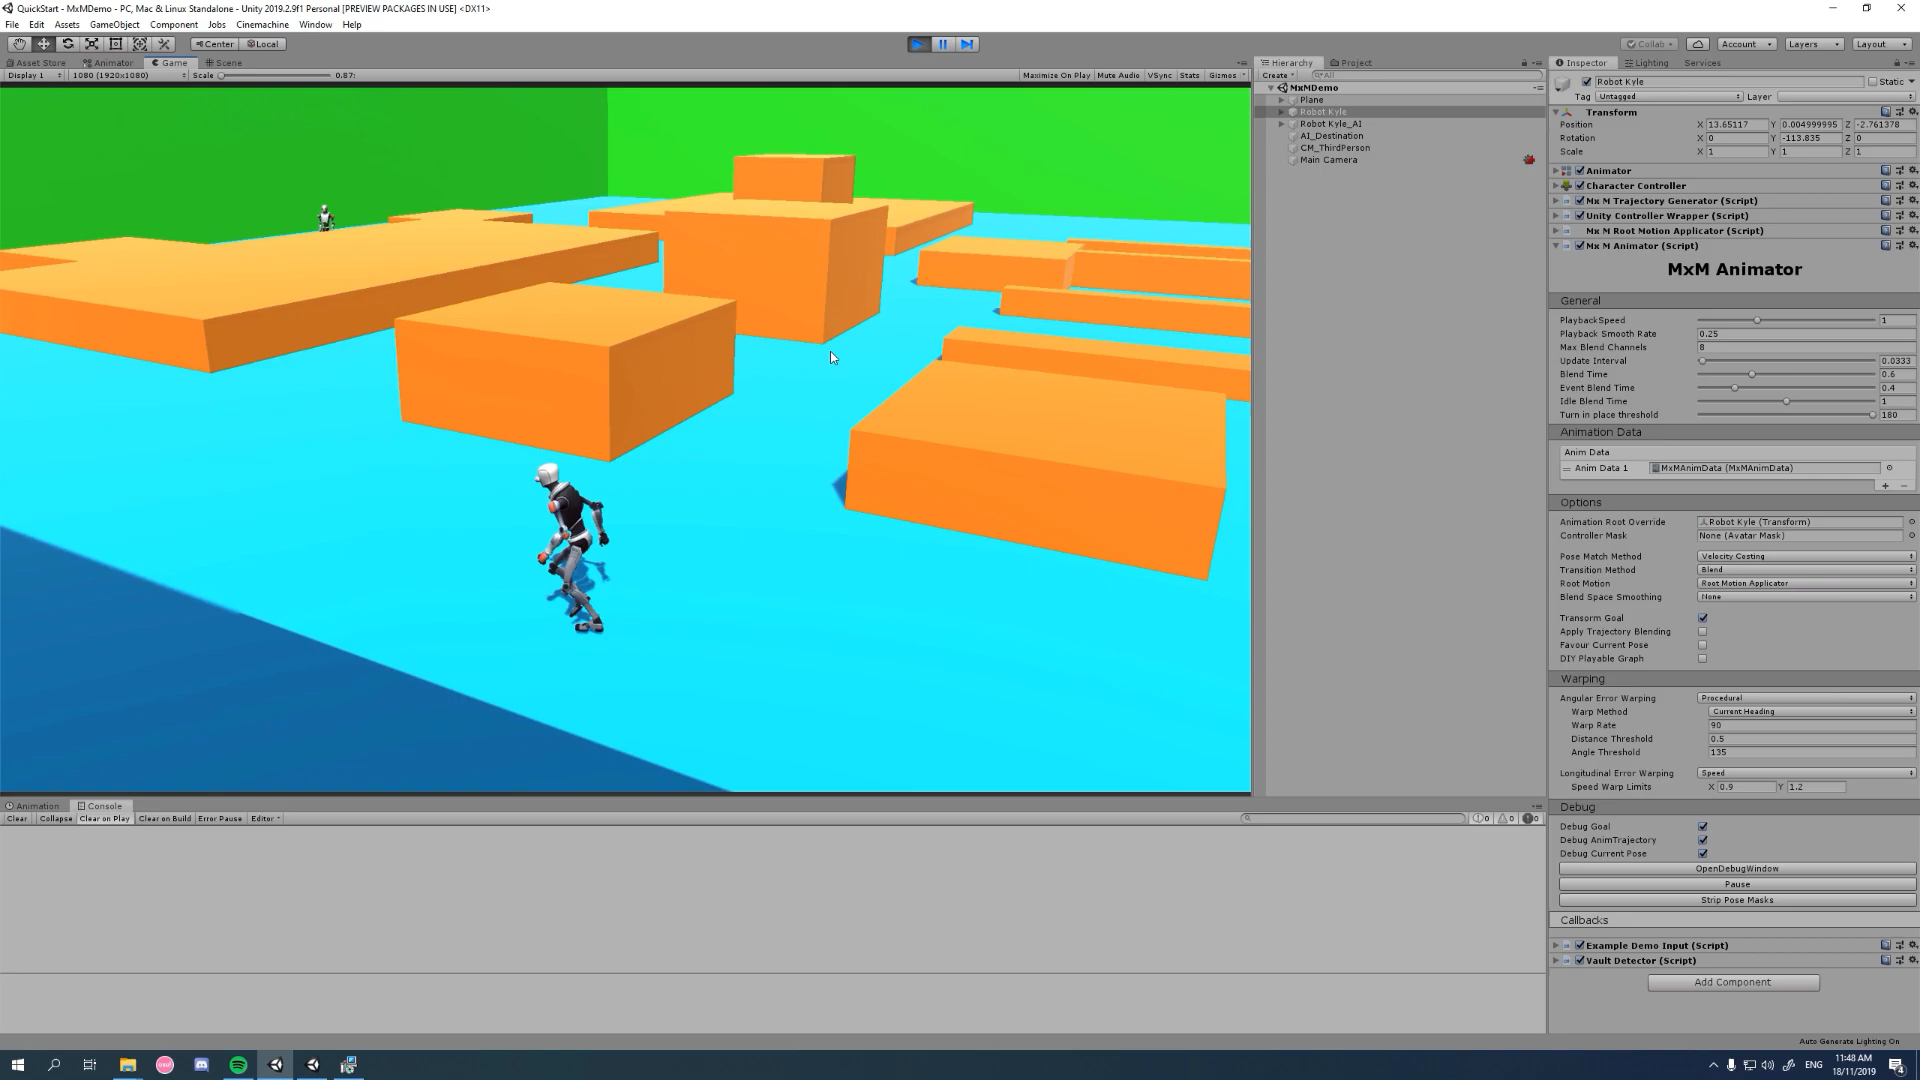 QuickStart - MxMDemo - PC, Mac & Linux Standalone - Unity 2019.2.9f1 Personal [PREVIEW PACKAGES IN USE] <DX11>
File Edit Assets GameObject Component Jobs Cinemachine Window Help
Center Local
Collab Account Layers Layout
Asset Store Animator Game Scene
Display 1 1080 (1920x1080) Scale 0.87:
Maximize On Play Mute Audio VSync Stats Gizmos
Hierarchy Project
Create All
MxMDemo
Plane
Robot Kyle
Robot Kyle_AI
AI_Destination
CM_ThirdPerson
Main Camera
Inspector Lighting Services
Robot Kyle Static
Tag Untagged Layer
Transform
Position X 13.65117 Y 0.004999995 Z -2.761378
Rotation X 0 Y -113.835 Z 0
Scale X 1 Y 1 Z 1
Animator
Character Controller
Mx M Trajectory Generator (Script)
Unity Controller Wrapper (Script)
Mx M Root Motion Applicator (Script)
Mx M Animator (Script)
MxM Animator
General
PlaybackSpeed 1
Playback Smooth Rate 0.25
Max Blend Channels 8
Update Interval 0.0333
Blend Time 0.6
Event Blend Time 0.4
Idle Blend Time 1
Turn in place threshold 180
Animation Data
Anim Data
Anim Data 1 MxMAnimData (MxMAnimData)
Options
Animation Root Override Robot Kyle (Transform)
Controller Mask None (Avatar Mask)
Pose Match Method Velocity Costing
Transition Method Blend
Root Motion Root Motion Applicator
Blend Space Smoothing None
Transorm Goal
Apply Trajectory Blending
Favour Current Pose
DIY Playable Graph
Warping
Angular Error Warping Procedural
Warp Method Current Heading
Warp Rate 90
Distance Threshold 0.5
Angle Threshold 135
Longitudinal Error Warping Speed
Speed Warp Limits X 0.9 Y 1.2
Debug
Debug Goal
Debug AnimTrajectory
Debug Current Pose
OpenDebugWindow
Pause
Strip Pose Masks
Callbacks
Example Demo Input (Script)
Vault Detector (Script)
Add Component
Animation Console
Clear Collapse Clear on Play Clear on Build Error Pause Editor
0 0 0
Auto Generate Lighting On
osu!
ENG
11:48 AM
18/11/2019
4